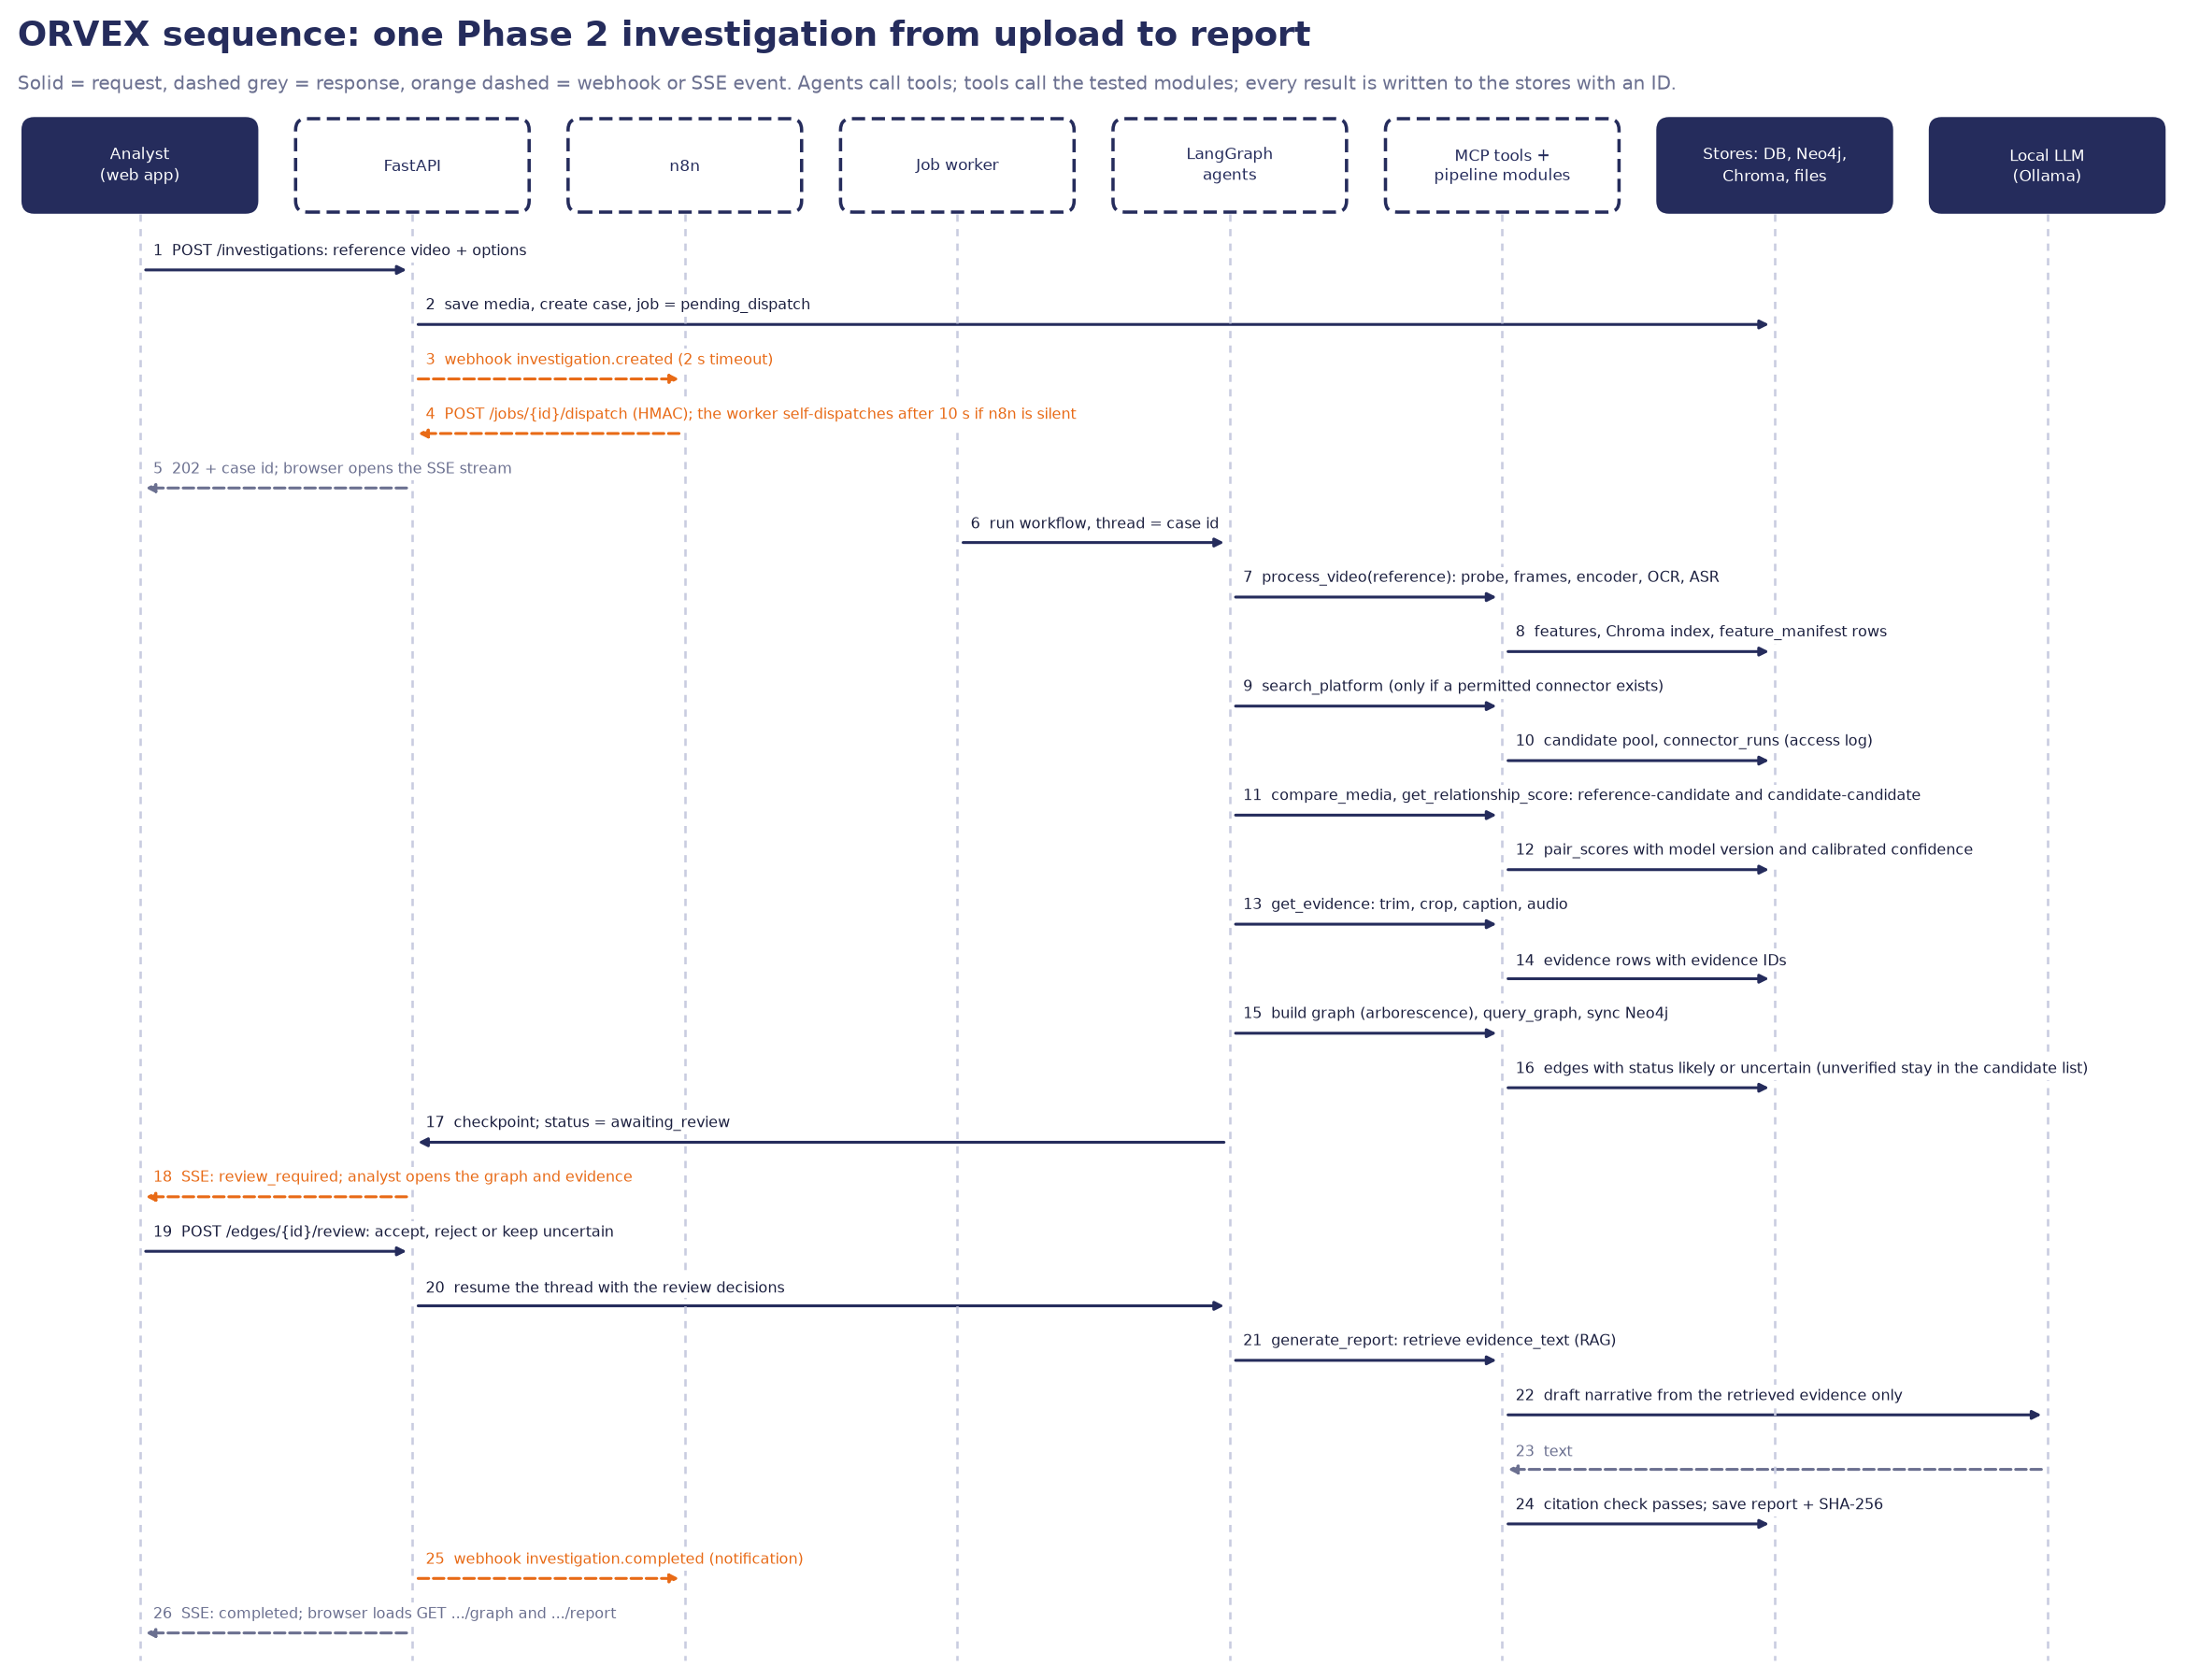 ORVEX sequence: one Phase 2 investigation from upload to report
Solid = request, dashed grey = response, orange dashed = webhook or SSE event. Agents call tools; tools call the tested modules; every result is written to the stores with an ID.
Analyst
(web app)
FastAPI
n8n
Job worker
LangGraph
agents
MCP tools +
pipeline modules
Stores: DB, Neo4j,
Chroma, files
Local LLM
(Ollama)
1 POST /investigations: reference video + options
2 save media, create case, job = pending_dispatch
3 webhook investigation.created (2 s timeout)
4 POST /jobs/{id}/dispatch (HMAC); the worker self-dispatches after 10 s if n8n is silent
5 202 + case id; browser opens the SSE stream
6 run workflow, thread = case id
7 process_video(reference): probe, frames, encoder, OCR, ASR
8 features, Chroma index, feature_manifest rows
9 search_platform (only if a permitted connector exists)
10 candidate pool, connector_runs (access log)
11 compare_media, get_relationship_score: reference-candidate and candidate-candidate
12 pair_scores with model version and calibrated confidence
13 get_evidence: trim, crop, caption, audio
14 evidence rows with evidence IDs
15 build graph (arborescence), query_graph, sync Neo4j
16 edges with status likely or uncertain (unverified stay in the candidate list)
17 checkpoint; status = awaiting_review
18 SSE: review_required; analyst opens the graph and evidence
19 POST /edges/{id}/review: accept, reject or keep uncertain
20 resume the thread with the review decisions
21 generate_report: retrieve evidence_text (RAG)
22 draft narrative from the retrieved evidence only
23 text
24 citation check passes; save report + SHA-256
25 webhook investigation.completed (notification)
26 SSE: completed; browser loads GET .../graph and .../report